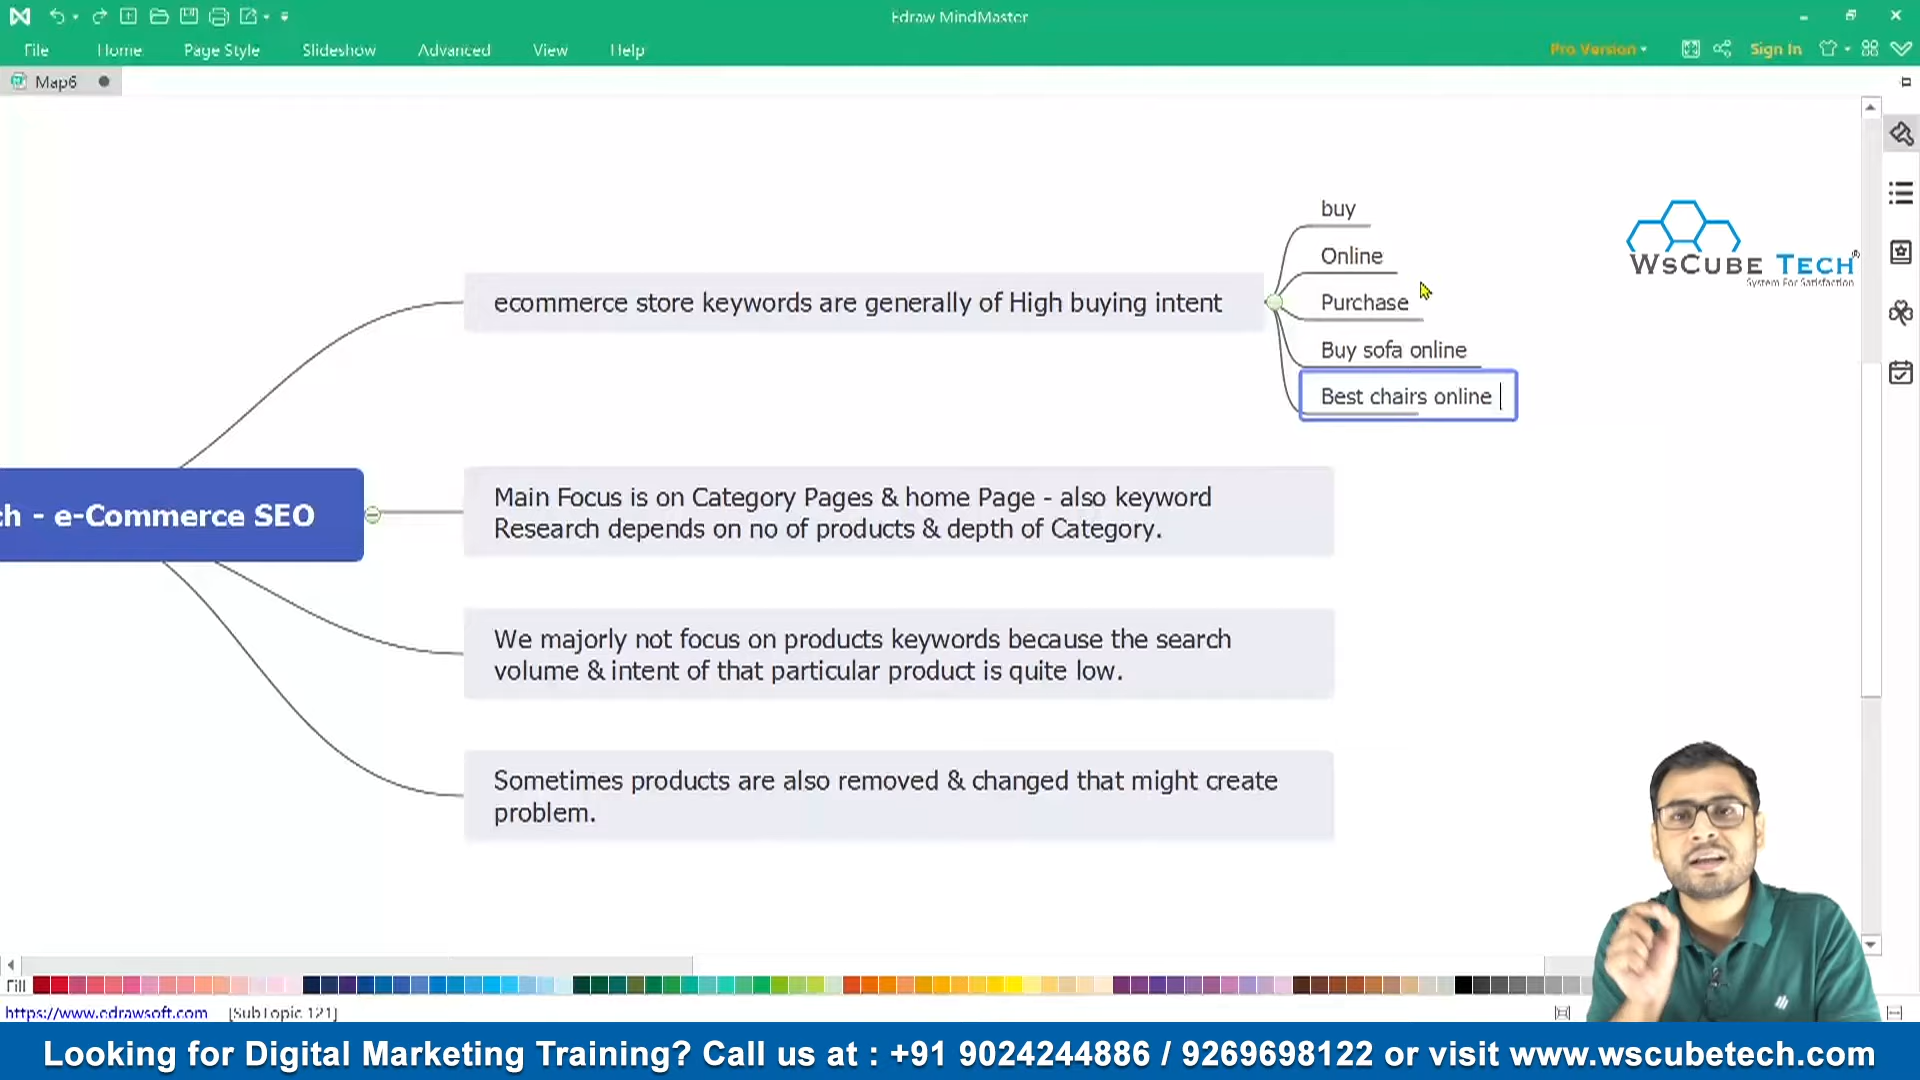 Edraw MindMaster
File Home Page Style Slideshow Advanced View Help
Pro Version Sign In
Map6
buy
Online
Purchase
Buy sofa online
Best chairs online
WsCube Tech®
System For Satisfaction
ecommerce store keywords are generally of High buying intent
ch - e-Commerce SEO
Main Focus is on Category Pages & home Page - also keyword
Research depends on no of products & depth of Category.
We majorly not focus on products keywords because the search
volume & intent of that particular product is quite low.
Sometimes products are also removed & changed that might create
problem.
Fill
https://www.edrawsoft.com [SubTopic 121]
Looking for Digital Marketing Training? Call us at : +91 9024244886 / 9269698122 or visit www.wscubetech.com